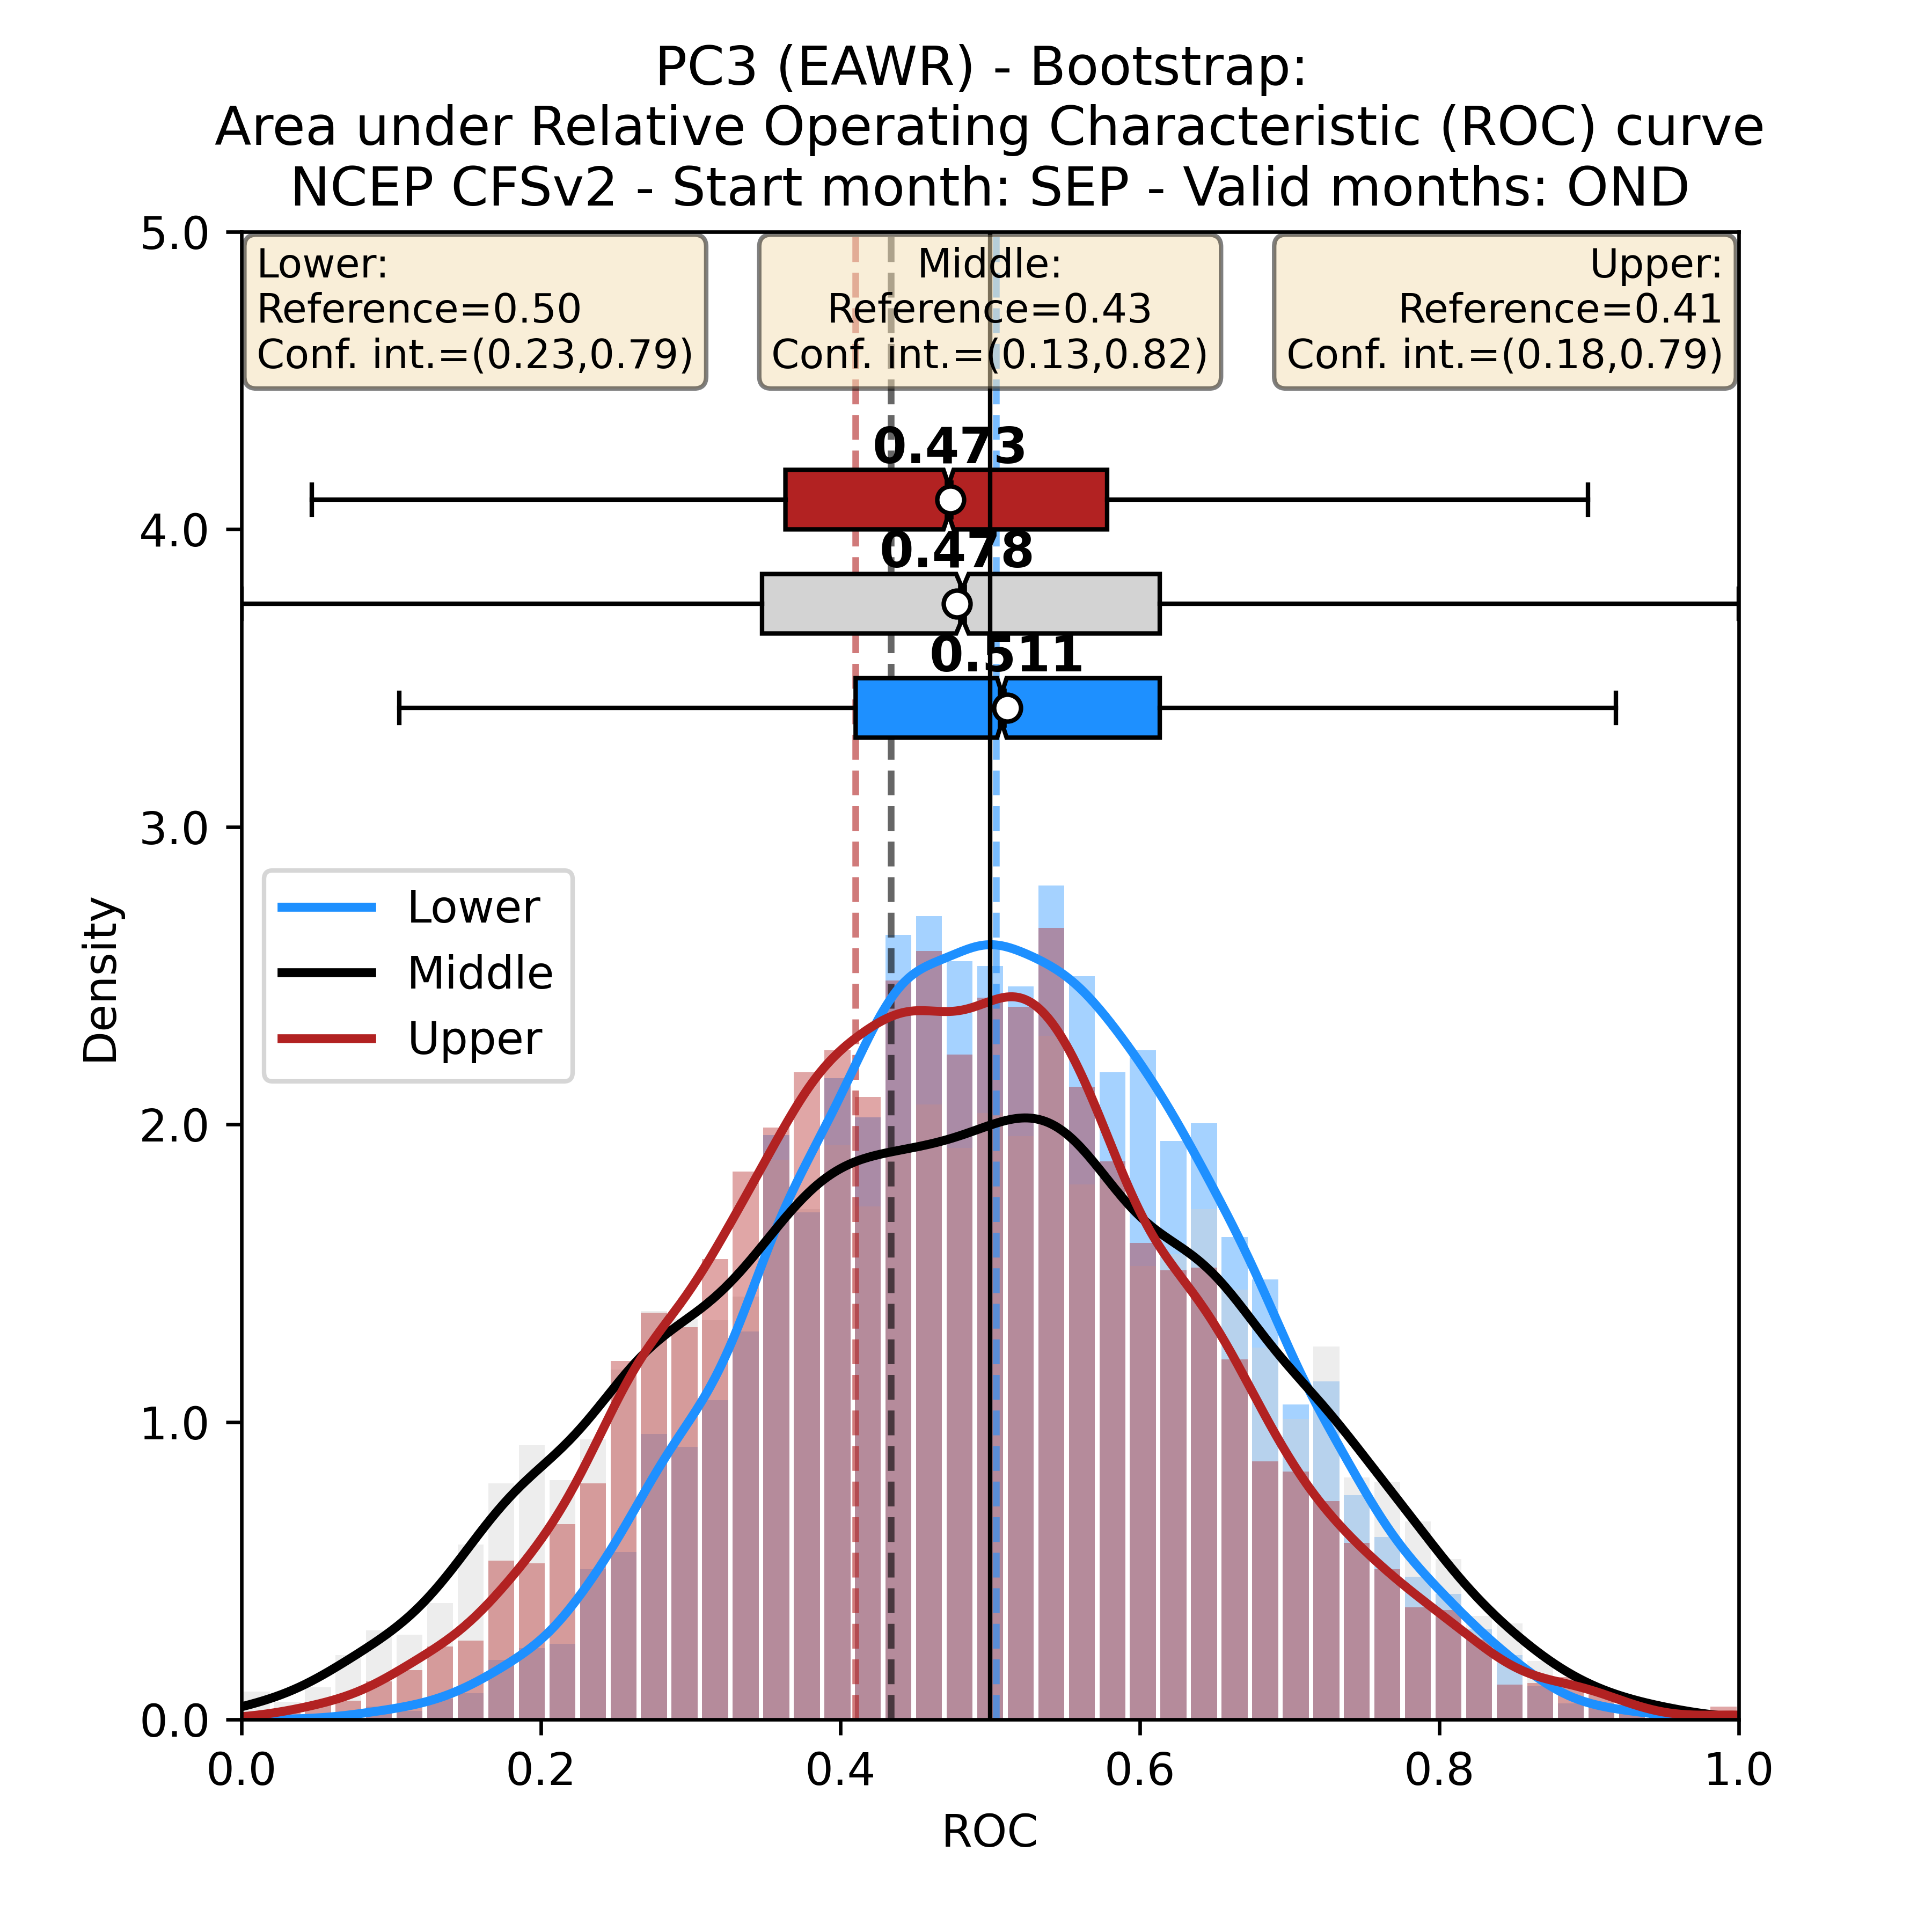 PC3 (EAWR) - Bootstrap:
Area under Relative Operating Characteristic (ROC) curve
NCEP CFSv2 - Start month: SEP - Valid months: OND
5.0
Lower:
Reference=0.50
Conf. int.=(0.23,0.79)
Middle:
Reference=0.43
Conf. int.=(0.13,0.82)
Upper:
Reference=0.41
Conf. int.=(0.18,0.79)
0.473
4.0
0.478
0.511
3.0
Lower
Middle
Upper
Density
2.0
1.0
0.0
0.0
0.2
0.4
0.6
0.8
1.0
ROC